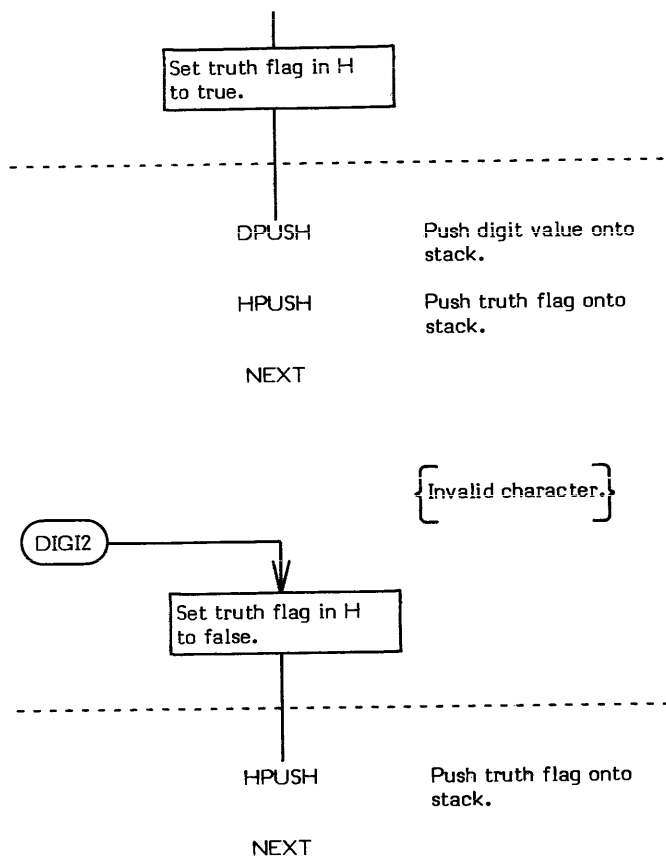 Set truth flag in H
to true.
DPUSH
Push digit value onto
stack.
HPUSH
Push truth flag onto
stack.
NEXT
{Invalid character.}
DIGI2
Set truth flag in H
to false.
HPUSH
Push truth flag onto
stack.
NEXT